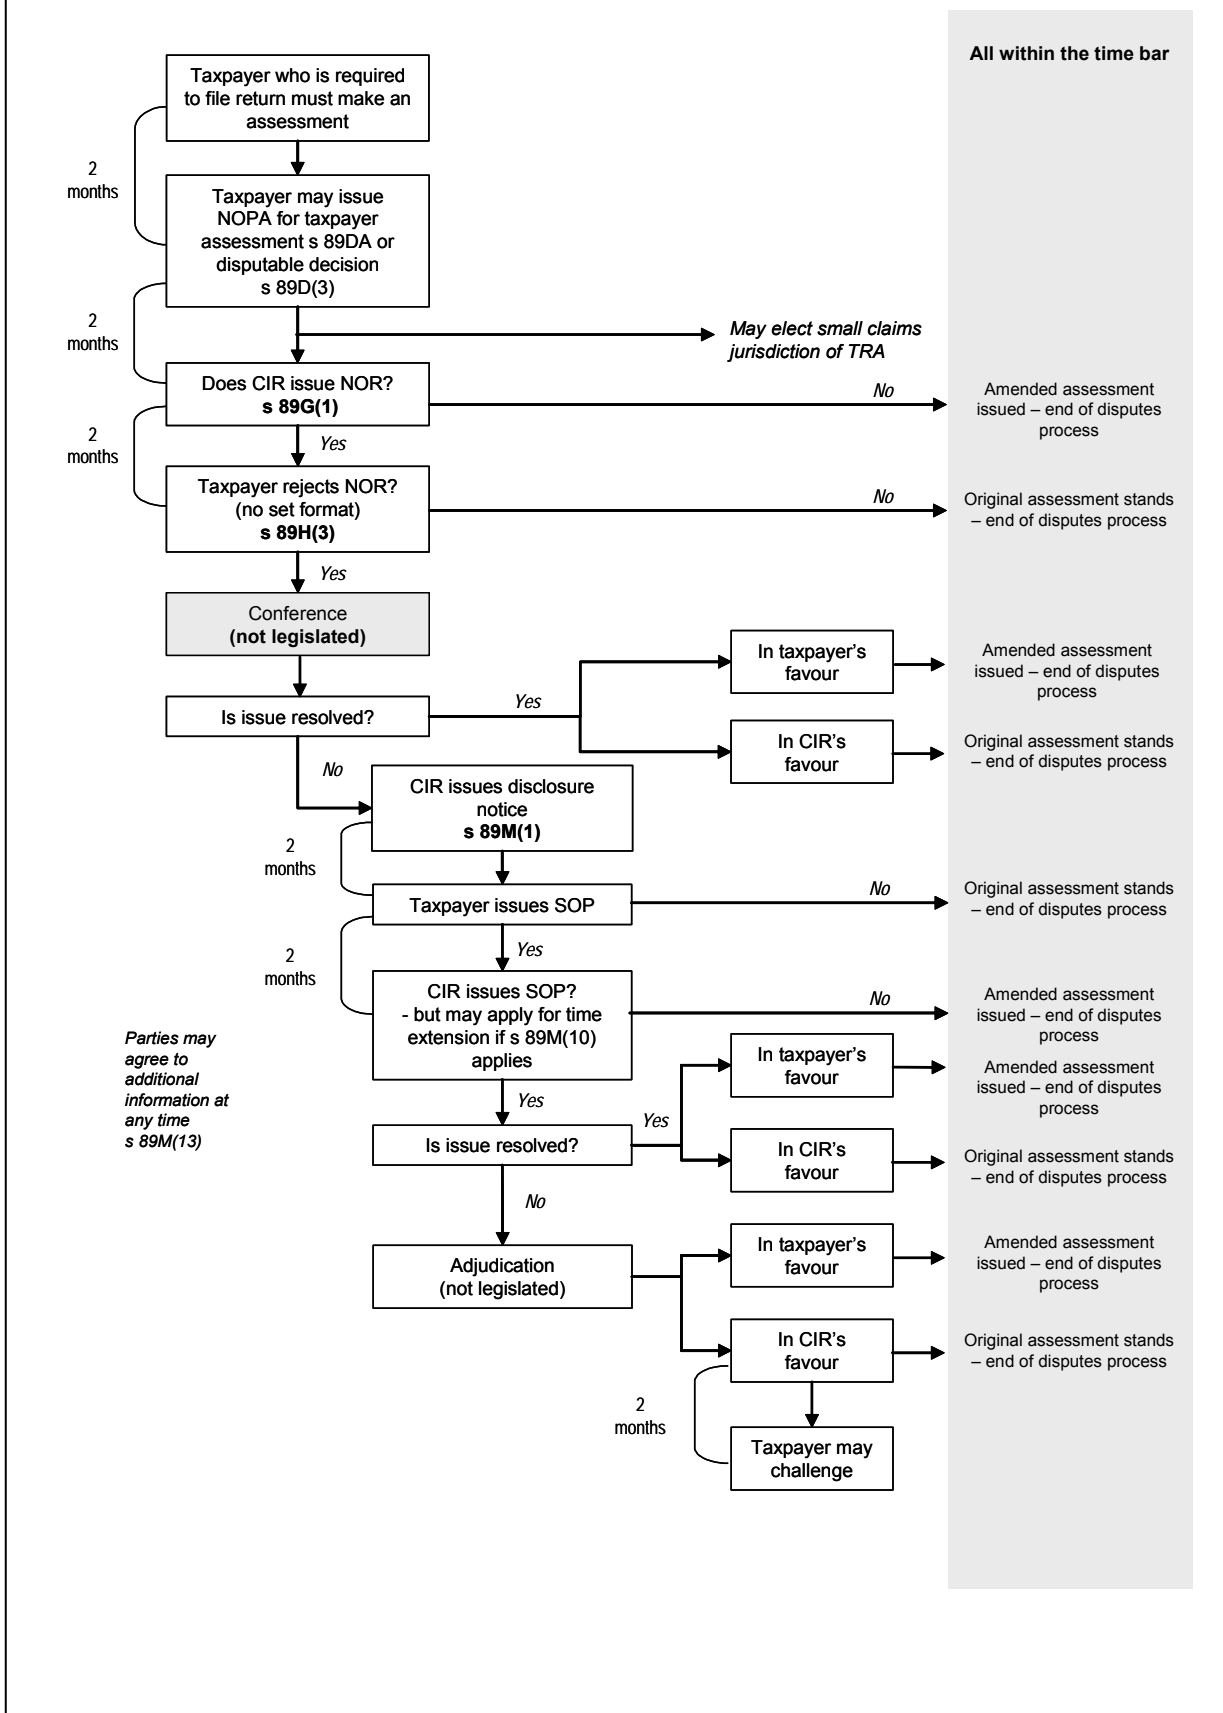 All within the time bar
Taxpayer who is required
to file return must make an
assessment
2
months
Taxpayer may issue
NOPA for taxpayer
assessment s 89DA or
disputable decision
s 89D(3)
2
months
May elect small claims
jurisdiction of TRA
Does CIR issue NOR?
s 89G(1)
No
Amended assessment
issued – end of disputes
process
2
months
Yes
Taxpayer rejects NOR?
(no set format)
s 89H(3)
No
Original assessment stands
– end of disputes process
Yes
Conference
(not legislated)
In taxpayer's
favour
Amended assessment
issued – end of disputes
process
Is issue resolved?
Yes
In CIR's
favour
Original assessment stands
– end of disputes process
No
CIR issues disclosure
notice
s 89M(1)
2
months
Taxpayer issues SOP
No
Original assessment stands
– end of disputes process
Yes
2
months
CIR issues SOP?
- but may apply for time
extension if s 89M(10)
applies
No
Amended assessment
issued – end of disputes
process
Parties may
agree to
additional
information at
any time
s 89M(13)
In taxpayer's
favour
Amended assessment
issued – end of disputes
process
Yes
Is issue resolved?
Yes
In CIR's
favour
Original assessment stands
– end of disputes process
No
Adjudication
(not legislated)
In taxpayer's
favour
Amended assessment
issued – end of disputes
process
In CIR's
favour
Original assessment stands
– end of disputes process
2
months
Taxpayer may
challenge